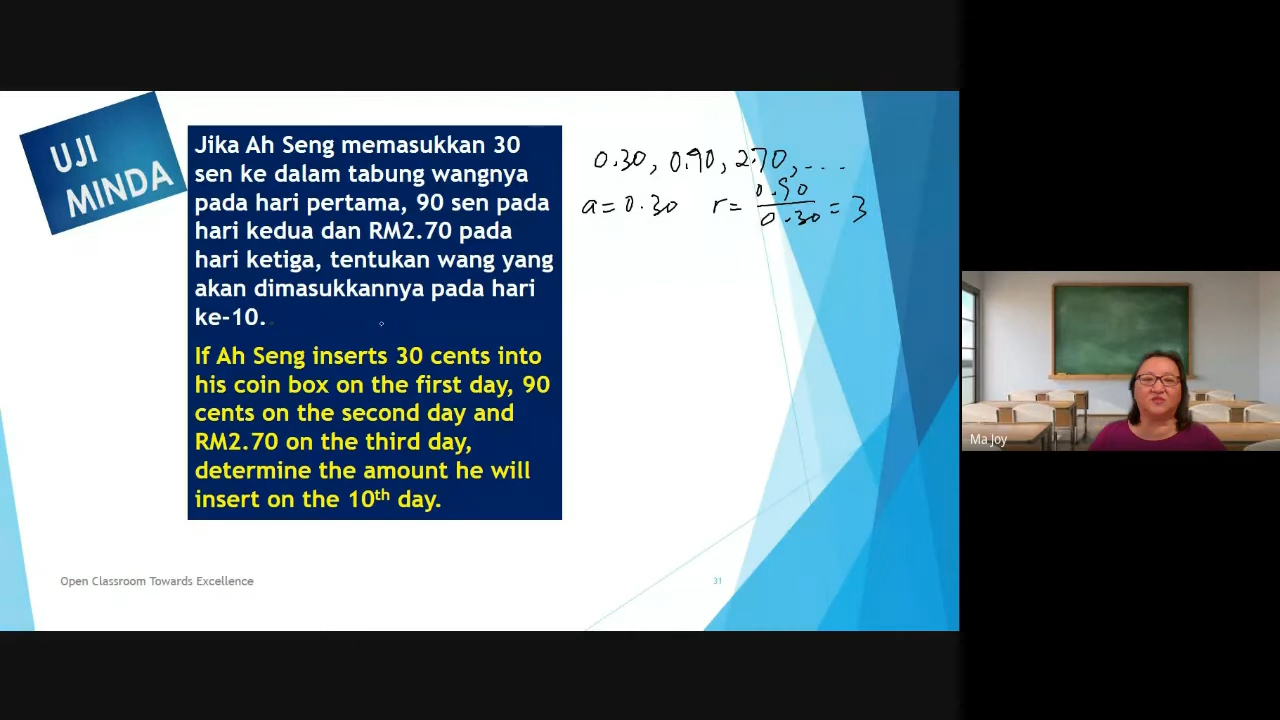 UJI
MINDA
Jika Ah Seng memasukkan 30
sen ke dalam tabung wangnya
pada hari pertama, 90 sen pada
hari kedua dan RM2.70 pada
hari ketiga, tentukan wang yang
akan dimasukkannya pada hari
ke-10.
If Ah Seng inserts 30 cents into
his coin box on the first day, 90
cents on the second day and
RM2.70 on the third day,
determine the amount he will
insert on the 10th day.
0.30, 0.90, 2.70, ...
a = 0.30 r = 0.90/0.30 = 3
Open Classroom Towards Excellence
31
Ma Joy